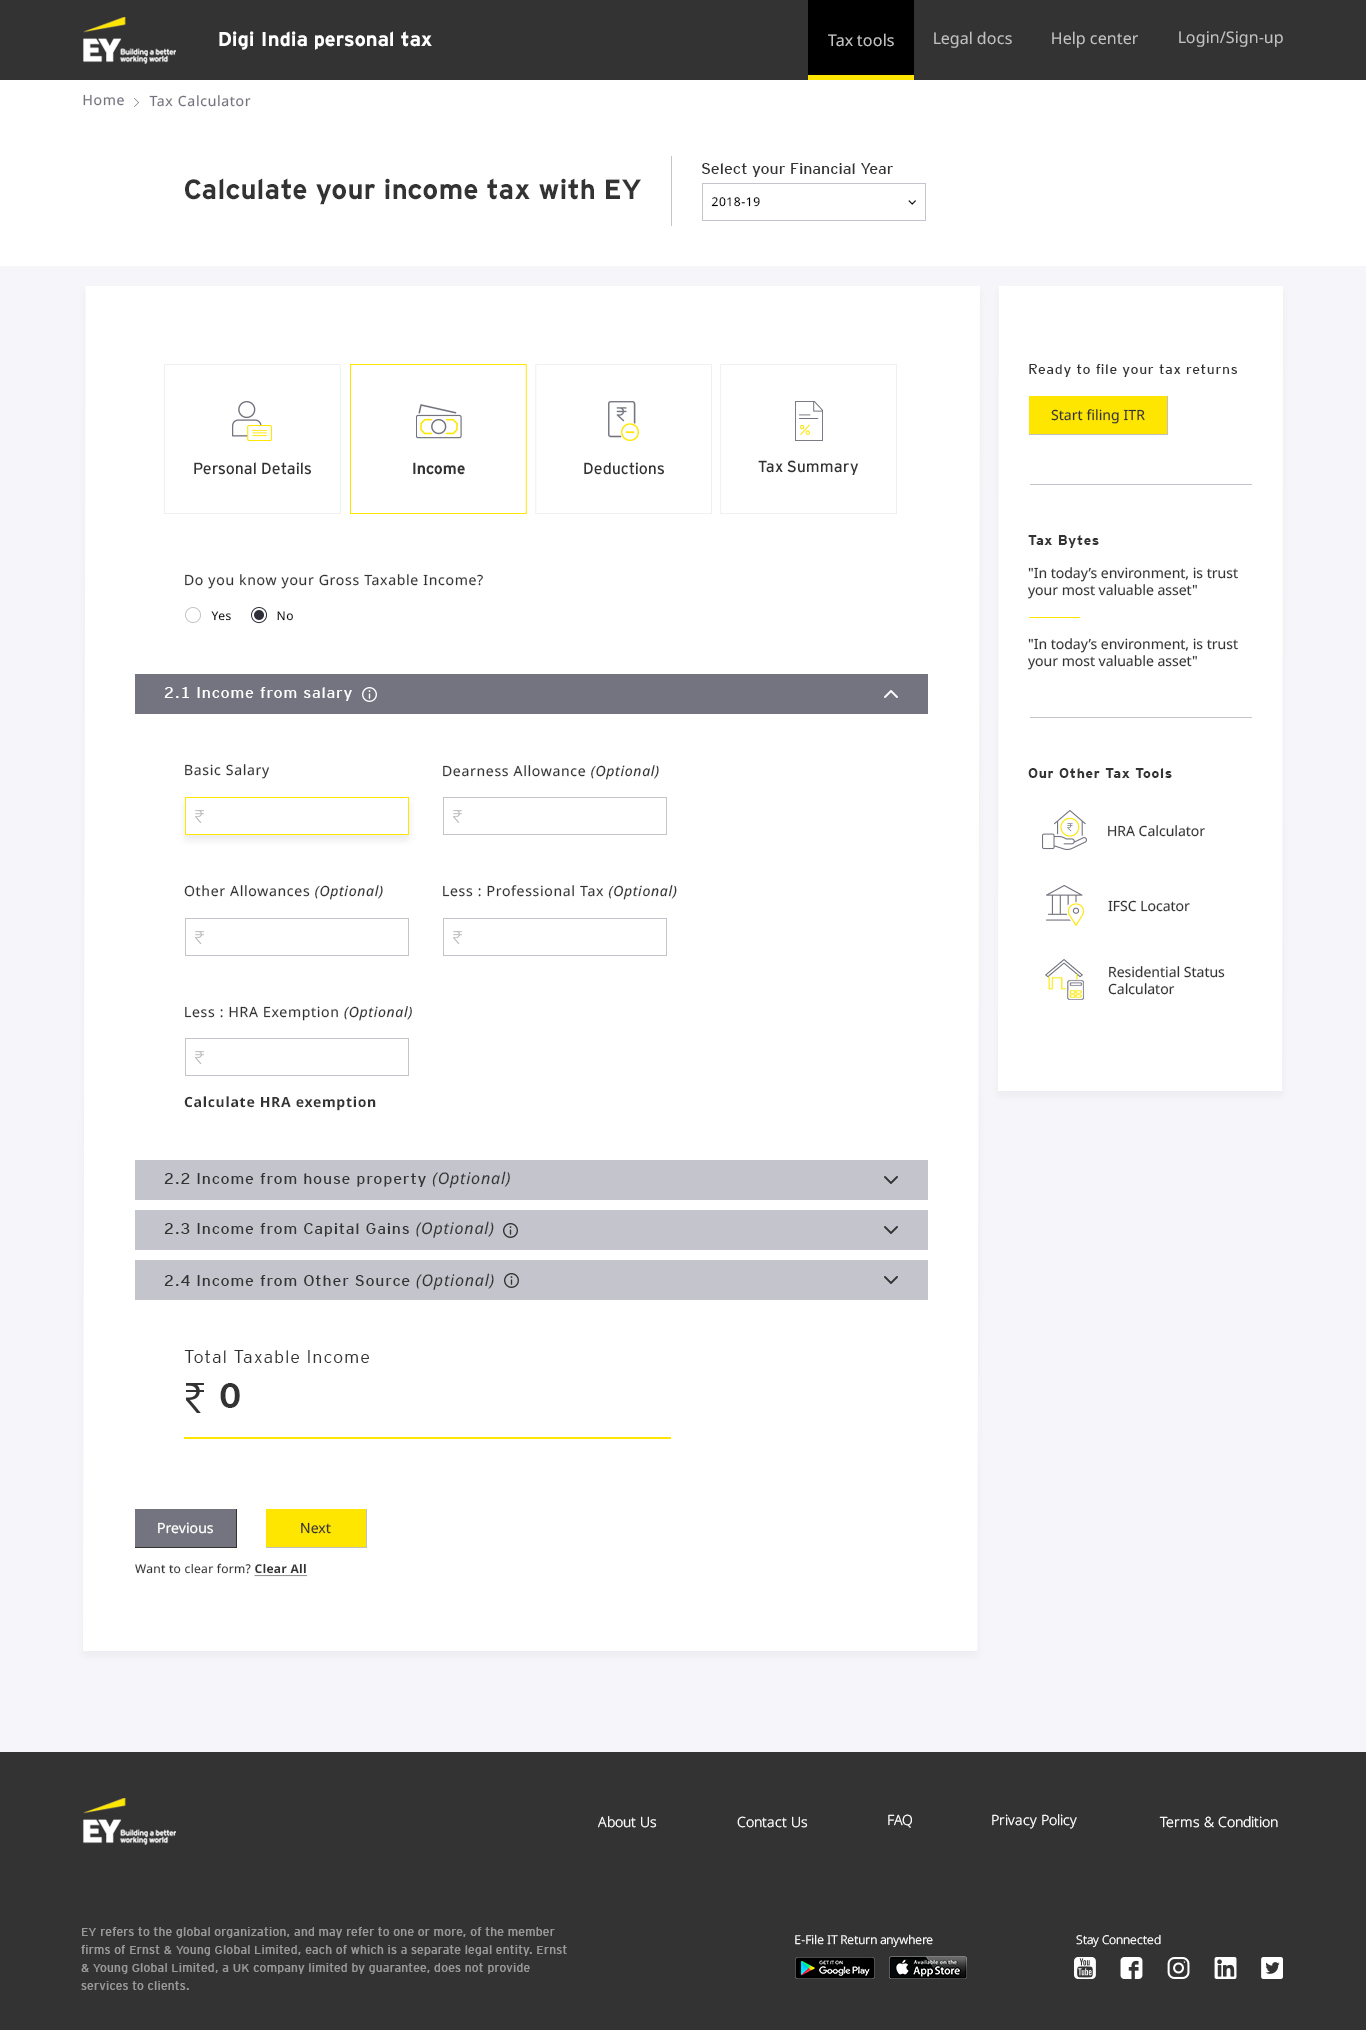 EY Building a better
working world
Digi India personal tax
Tax tools
Legal docs
Help center
Login/Sign-up
Home > Tax Calculator
Calculate your income tax with EY
Select your Financial Year
2018-19
Personal Details
Income
Deductions
Tax Summary
Do you know your Gross Taxable Income?
Yes
No
2.1 Income from salary
Basic Salary
Dearness Allowance (Optional)
₹
₹
Other Allowances (Optional)
Less : Professional Tax (Optional)
₹
₹
Less : HRA Exemption (Optional)
₹
Calculate HRA exemption
2.2 Income from house property (Optional)
2.3 Income from Capital Gains (Optional)
2.4 Income from Other Source (Optional)
Total Taxable Income
₹ 0
Previous
Next
Want to clear form? Clear All
Ready to file your tax returns
Start filing ITR
Tax Bytes
"In today’s environment, is trust
your most valuable asset"
"In today’s environment, is trust
your most valuable asset"
Our Other Tax Tools
HRA Calculator
IFSC Locator
Residential Status
Calculator
EY Building a better
working world
About Us
Contact Us
FAQ
Privacy Policy
Terms & Condition
EY refers to the global organization, and may refer to one or more, of the member
firms of Ernst & Young Global Limited, each of which is a separate legal entity. Ernst
& Young Global Limited, a UK company limited by guarantee, does not provide
services to clients.
E-File IT Return anywhere
GET IT ON
Google Play
Available on the
App Store
Stay Connected
You
Tube
in